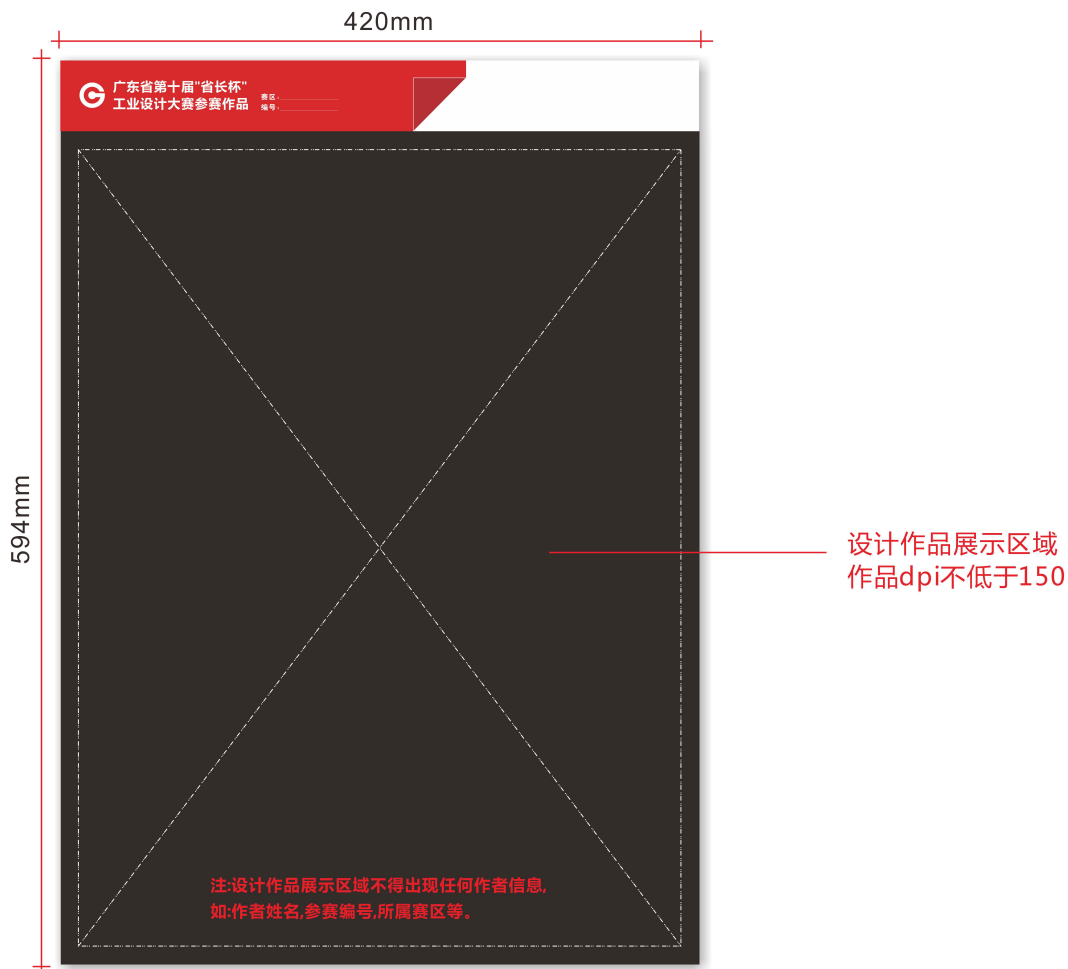 420mm
广东省第十届"省长杯"
工业设计大赛参赛作品
赛区:
编号:
594mm
设计作品展示区域
作品dpi不低于150
注:设计作品展示区域不得出现任何作者信息,
如:作者姓名,参赛编号,所属赛区等。